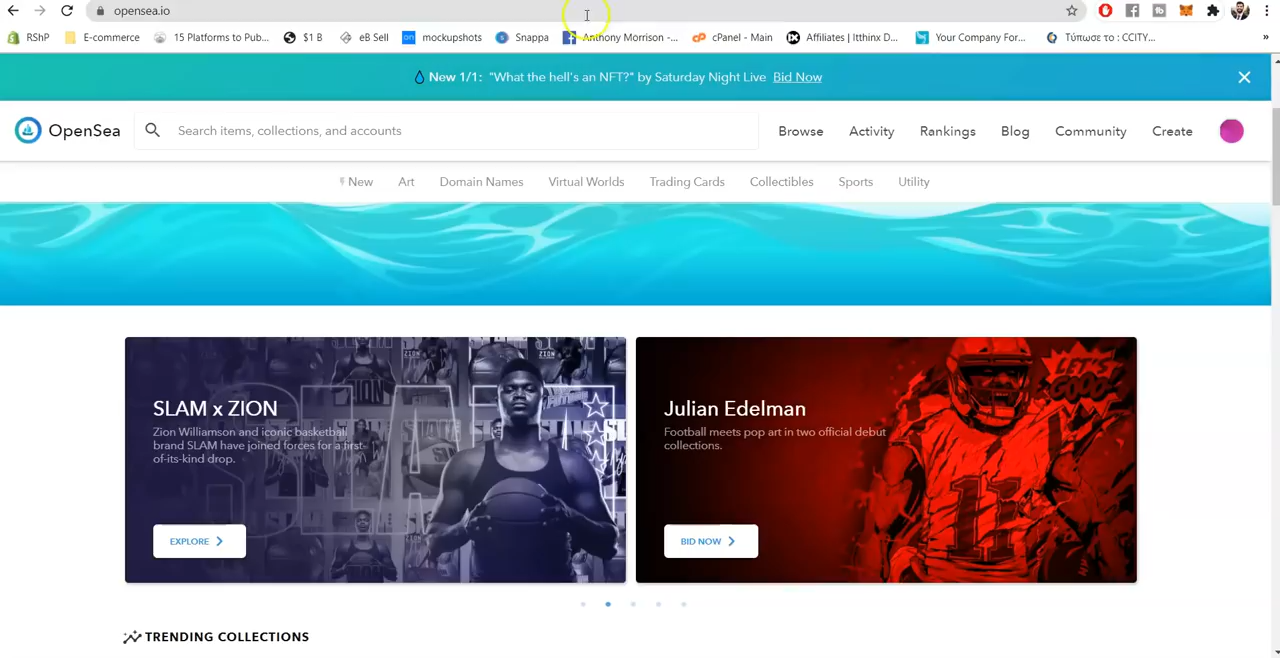 opensea.io
RShP E-commerce 15 Platforms to Pub... $1 B eB Sell mockupshots Snappa Anthony Morrison -... cPanel - Main Affiliates | Itthinx D... Your Company For... Τύπωσε το : CCITY... »
New 1/1: "What the hell's an NFT?" by Saturday Night Live Bid Now
OpenSea Search items, collections, and accounts Browse Activity Rankings Blog Community Create
New Art Domain Names Virtual Worlds Trading Cards Collectibles Sports Utility
SLAM x ZION
Zion Williamson and iconic basketball
brand SLAM have joined forces for a first-
of-its-kind drop.
EXPLORE
Julian Edelman
Football meets pop art in two official debut
collections.
BID NOW
LET'S
GOOO
11
TRENDING COLLECTIONS